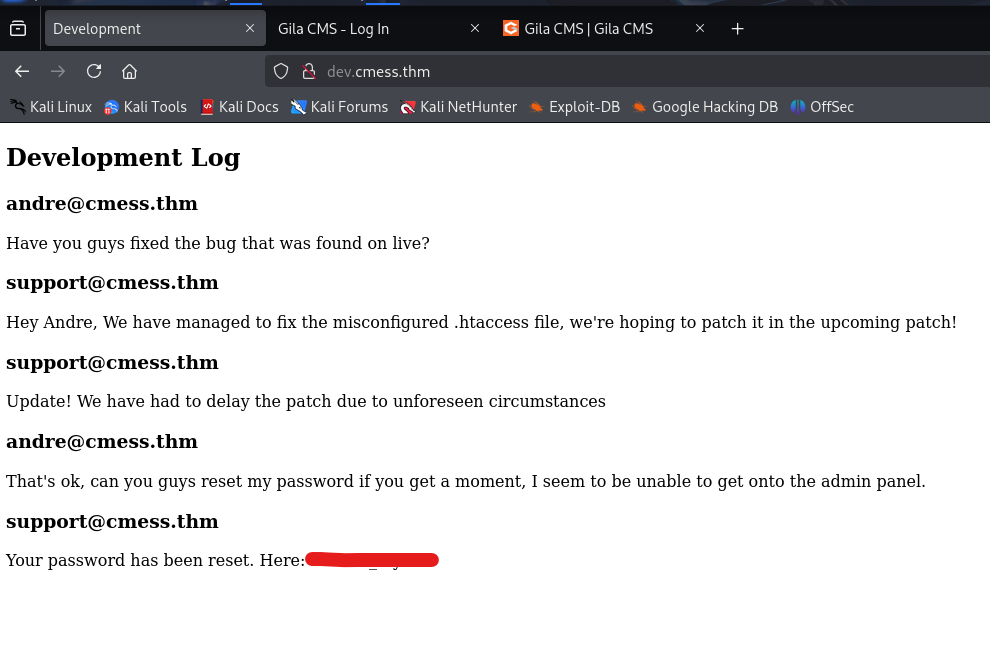 Development
Gila CMS - Log In
Gila CMS | Gila CMS
dev.cmess.thm
Kali Linux Kali Tools Kali Docs Kali Forums Kali NetHunter Exploit-DB Google Hacking DB OffSec
Development Log
andre@cmess.thm
Have you guys fixed the bug that was found on live?
support@cmess.thm
Hey Andre, We have managed to fix the misconfigured .htaccess file, we're hoping to patch it in the upcoming patch!
support@cmess.thm
Update! We have had to delay the patch due to unforeseen circumstances
andre@cmess.thm
That's ok, can you guys reset my password if you get a moment, I seem to be unable to get onto the admin panel.
support@cmess.thm
Your password has been reset. Here: